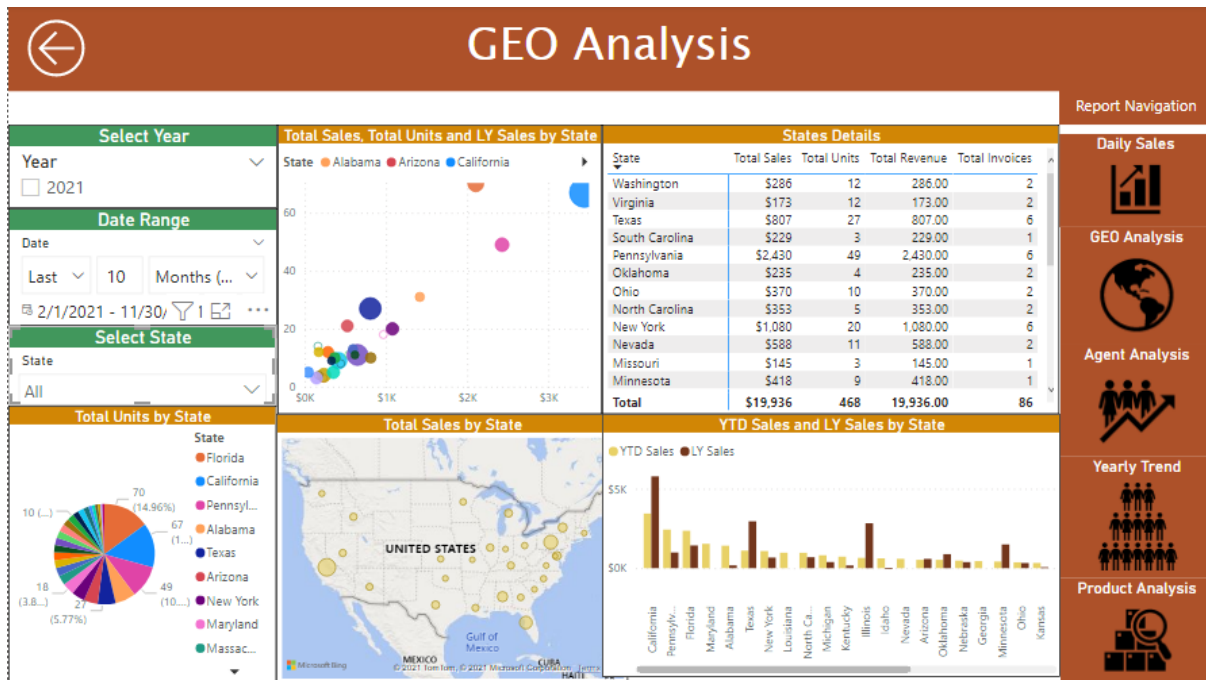 GEO Analysis
Report Navigation
Select Year
Year
2021
Date Range
Date
Last 10 Months (...
2/1/2021 - 11/30/ 1
Select State
State
All
Total Sales, Total Units and LY Sales by State
State Alabama Arizona California
60
40
20
0
$0K $1K $2K $3K
States Details
State Total Sales Total Units Total Revenue Total Invoices
Washington $286 12 286.00 2
Virginia $173 12 173.00 2
Texas $807 27 807.00 6
South Carolina $229 3 229.00 1
Pennsylvania $2,430 49 2,430.00 6
Oklahoma $235 4 235.00 2
Ohio $370 10 370.00 2
North Carolina $353 5 353.00 2
New York $1,080 20 1,080.00 6
Nevada $588 11 588.00 2
Missouri $145 3 145.00 1
Minnesota $418 9 418.00 1
Total $19,936 468 19,936.00 86
Daily Sales
GEO Analysis
Agent Analysis
Yearly Trend
Product Analysis
Total Units by State
State
Florida
California
Pennsyl...
Alabama
Texas
Arizona
New York
Maryland
Massac...
70
(14.96%)
67
(1...)
49
(10....)
27
(5.77%)
18
(3.8...)
10 (...)
Total Sales by State
UNITED STATES
Gulf of
Mexico
MEXICO
CUBA
HAITI
Microsoft Bing
© 2021 TomTom, © 2021 Microsoft Corporation Terms
YTD Sales and LY Sales by State
YTD Sales LY Sales
$5K
$0K
California
Pennsylv...
Florida
Maryland
Alabama
Texas
New York
Louisiana
North Ca...
Michigan
Kentucky
Illinois
Idaho
Nevada
Arizona
Oklahoma
Nebraska
Georgia
Minnesota
Ohio
Kansas